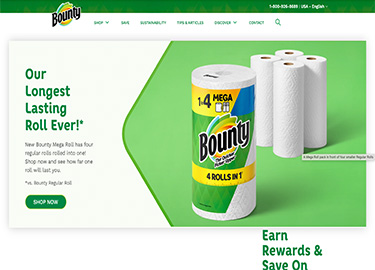 Bounty
1-800-926-8689 | USA - English
SHOP
SAVE
SUSTAINABILITY
TIPS & ARTICLES
DISCOVER
CONTACT
Our
Longest
Lasting
Roll Ever!*
New Bounty Mega Roll has four
regular rolls rolled into one!
Shop now and see how far one
roll will last you.
*vs. Bounty Regular Roll
SHOP NOW
1=4 MEGA
Bounty
4 ROLLS IN 1*
A Mega Roll pack in front of four smaller Regular Rolls
Earn
Rewards &
Save On